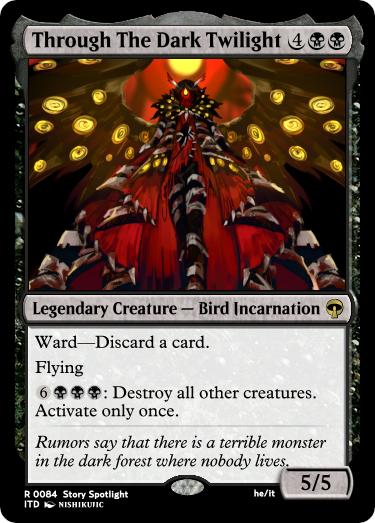 Through The Dark Twilight 4
Legendary Creature — Bird Incarnation
Ward—Discard a card.
Flying
6: Destroy all other creatures.
Activate only once.
Rumors say that there is a terrible monster
in the dark forest where nobody lives.
5/5
R 0084 Story Spotlight he/it
ITD NISHIKUJIC